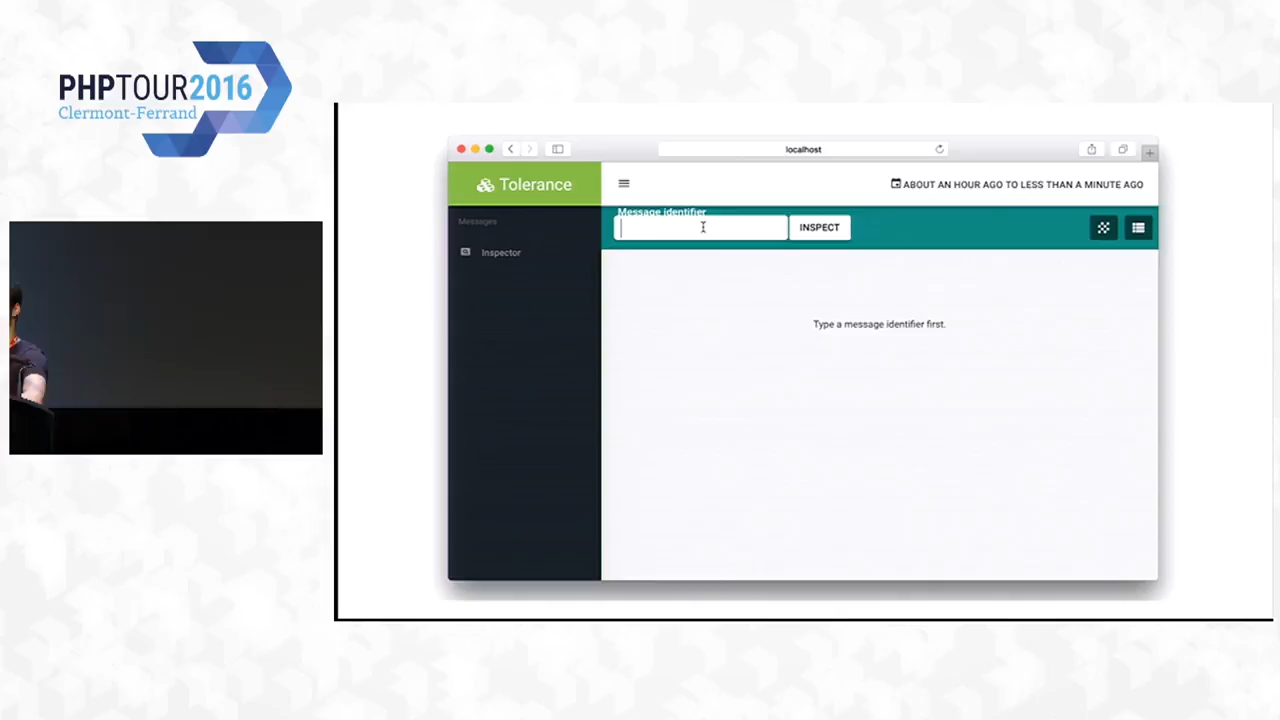 PHPTOUR2016
Clermont-Ferrand
localhost
Tolerance
ABOUT AN HOUR AGO TO LESS THAN A MINUTE AGO
Messages
Message identifier
INSPECT
Inspector
Type a message identifier first.